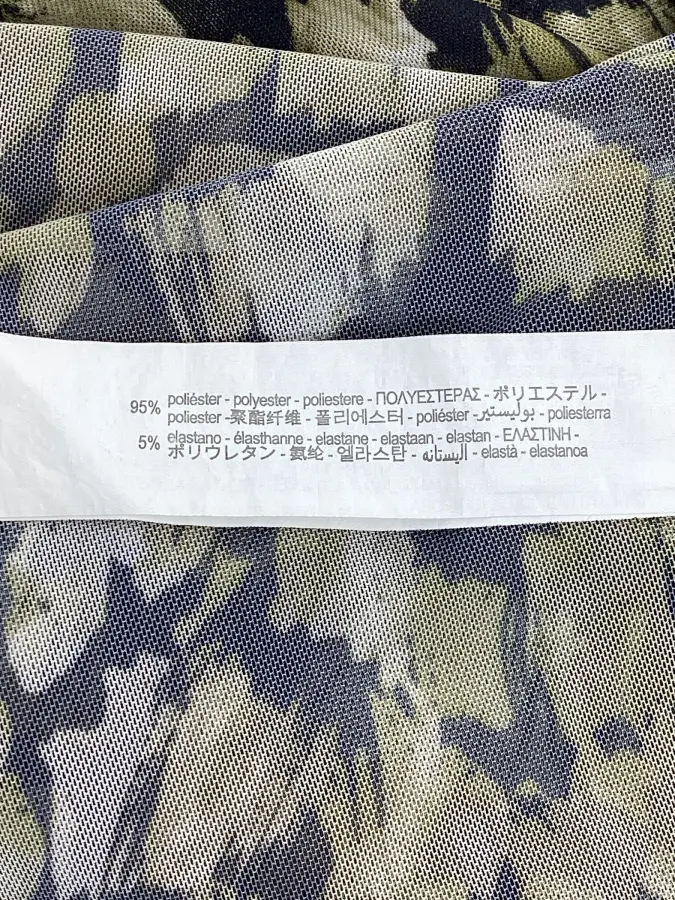 95% poliéster - polyester - poliestere - ΠΟΛΥΕΣΤΕΡΑΣ - ポリエステル -
poliester -聚酯纤维 - 폴리에스터 - poliéster - بوليستير - poliesterra
5% elastano - élasthanne - elastane - elastaan - elastan - ΕΛΑΣΤΙΝΗ -
ポリウレタン - 氨纶 - 엘라스탄 - اليستانه - elastà - elastanoa